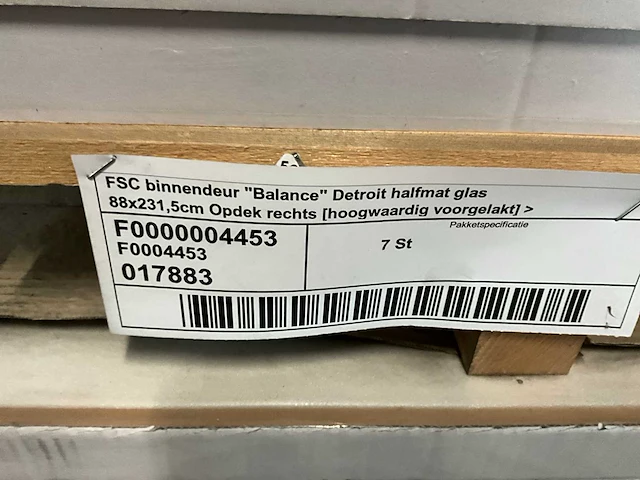 FSC binnendeur "Balance" Detroit halfmat glas
88x231,5cm Opdek rechts [hoogwaardig voorgelakt] >
Pakketspecificatie
F0000004453
F0004453
017883
7 St